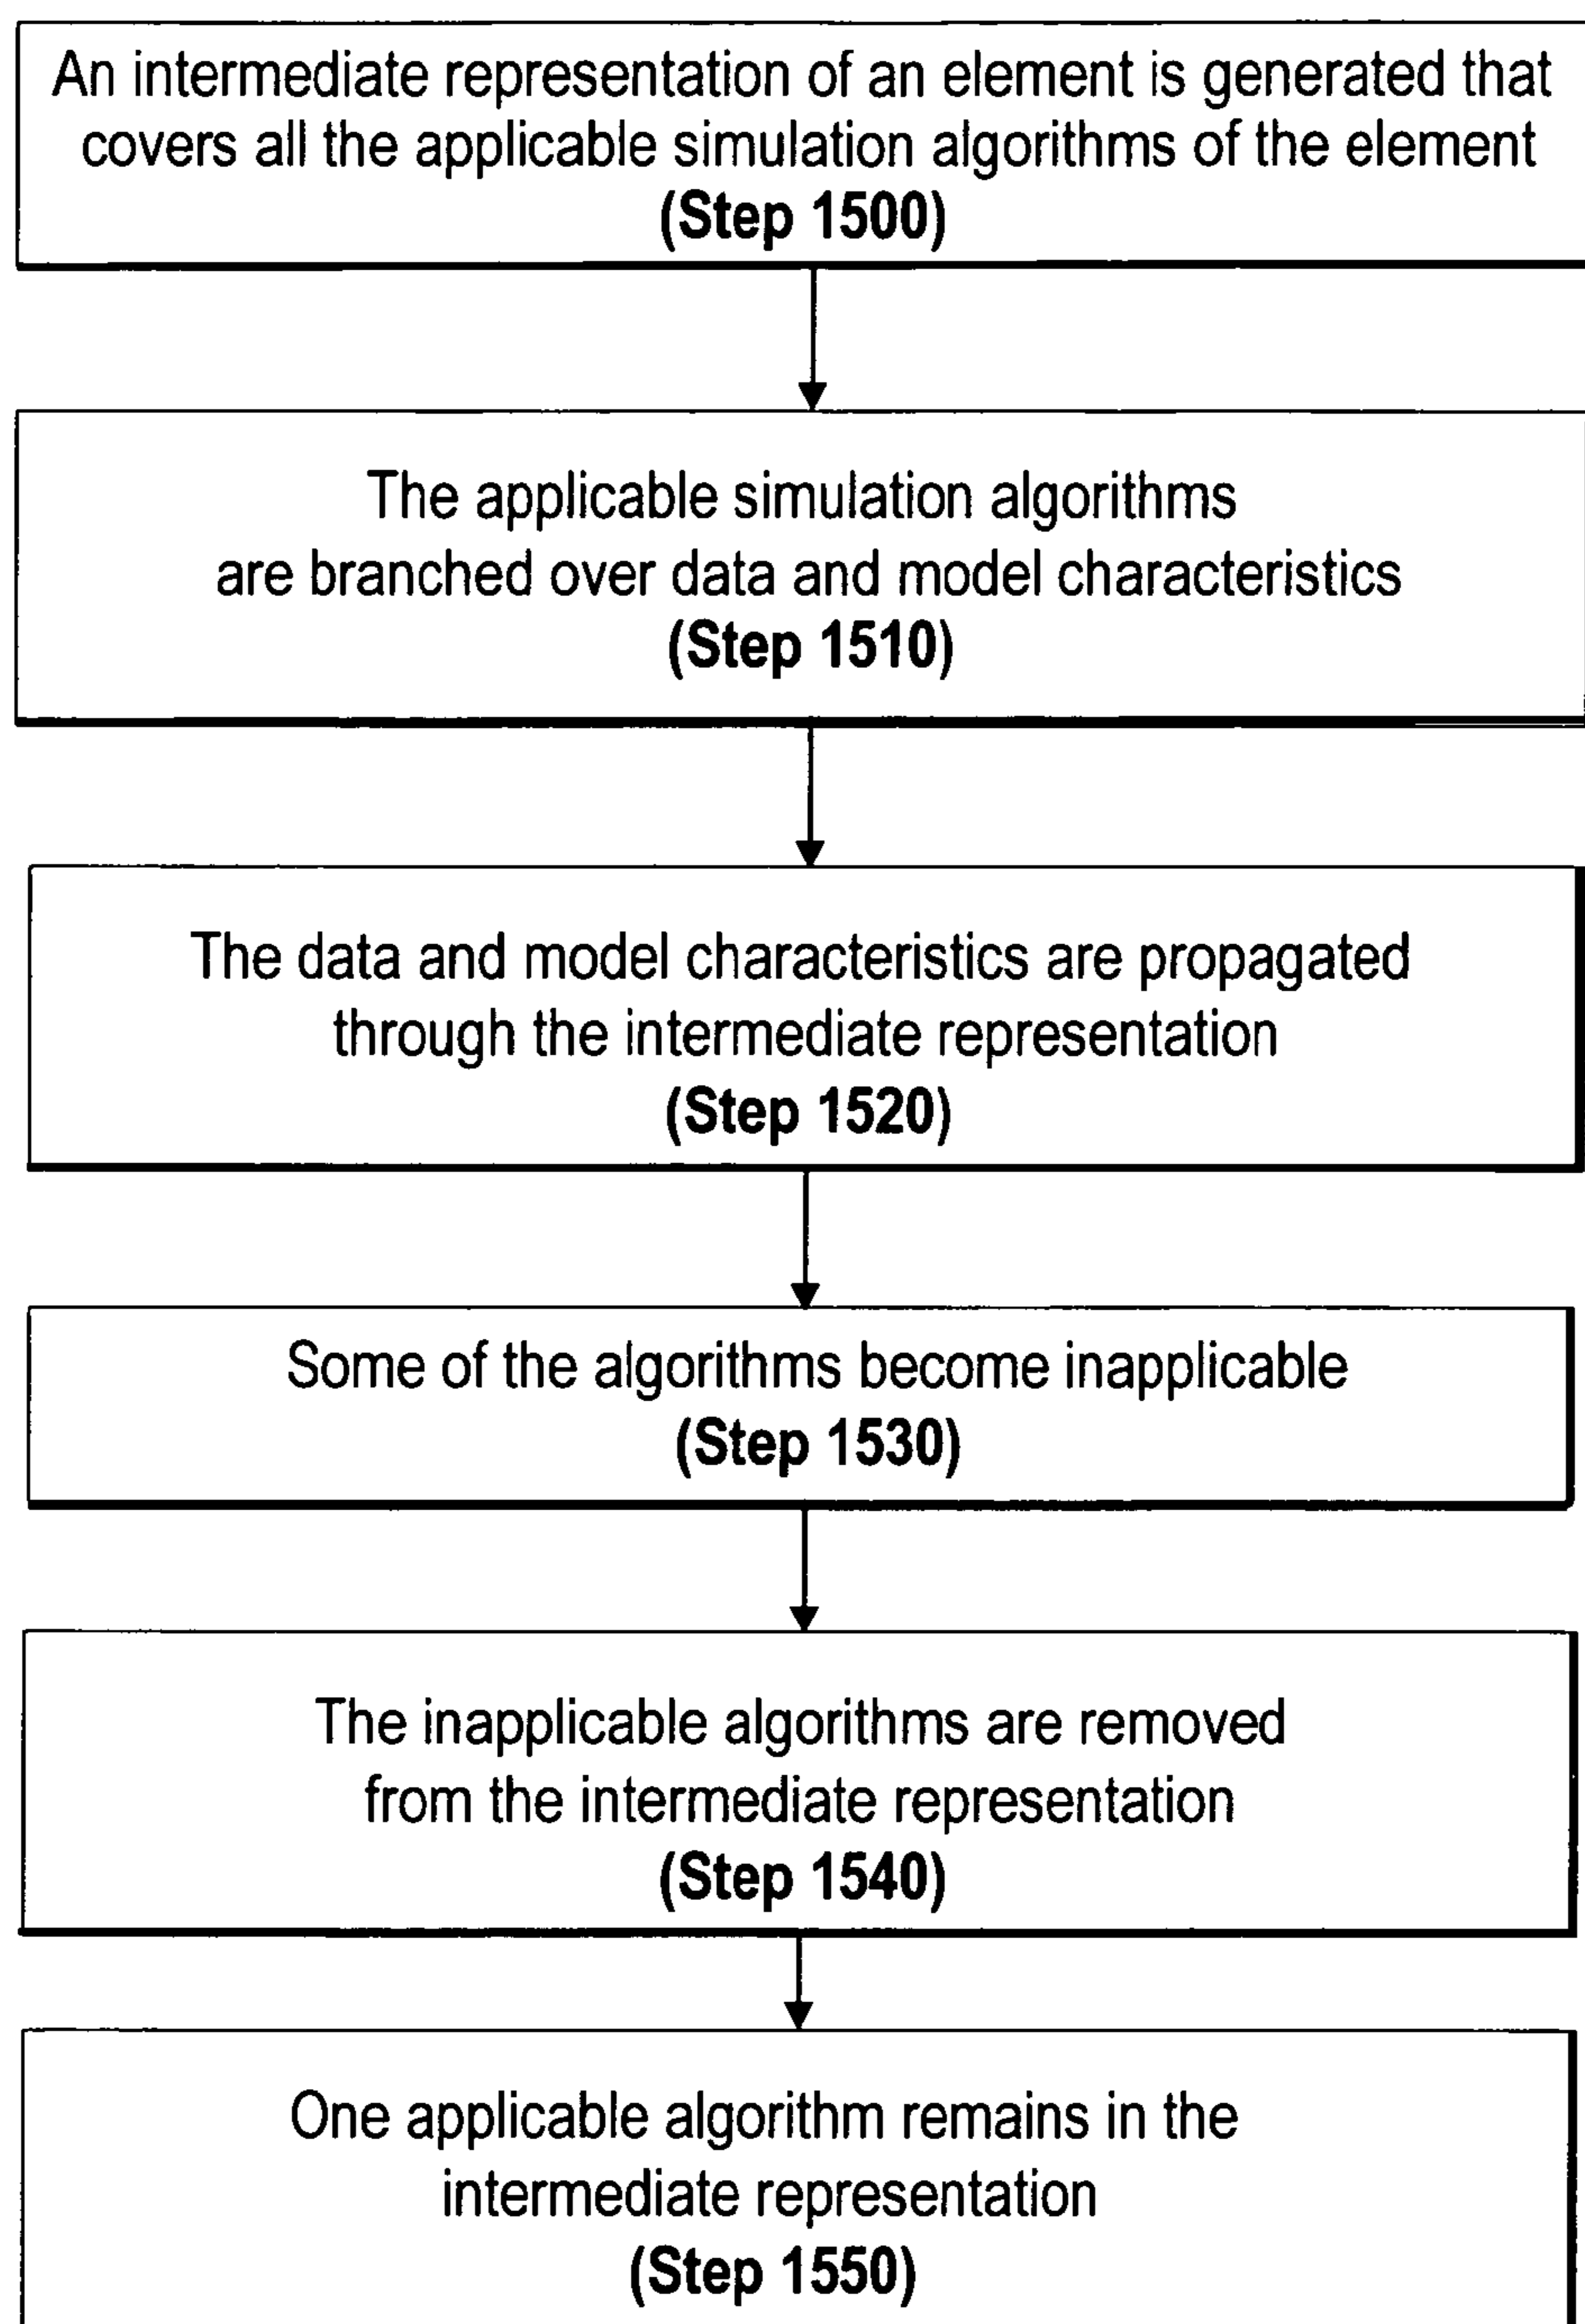 An intermediate representation of an element is generated that
covers all the applicable simulation algorithms of the element
(Step 1500)
The applicable simulation algorithms
are branched over data and model characteristics
(Step 1510)
The data and model characteristics are propagated
through the intermediate representation
(Step 1520)
Some of the algorithms become inapplicable
(Step 1530)
The inapplicable algorithms are removed
from the intermediate representation
(Step 1540)
One applicable algorithm remains in the
intermediate representation
(Step 1550)